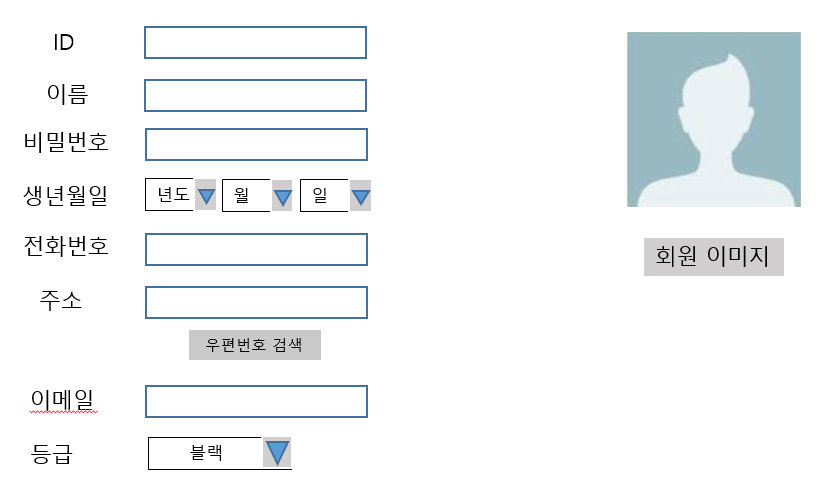 ID
이름
비밀번호
생년월일 년도 월 일
전화번호
회원 이미지
주소
우편번호 검색
이메일
등급 블랙